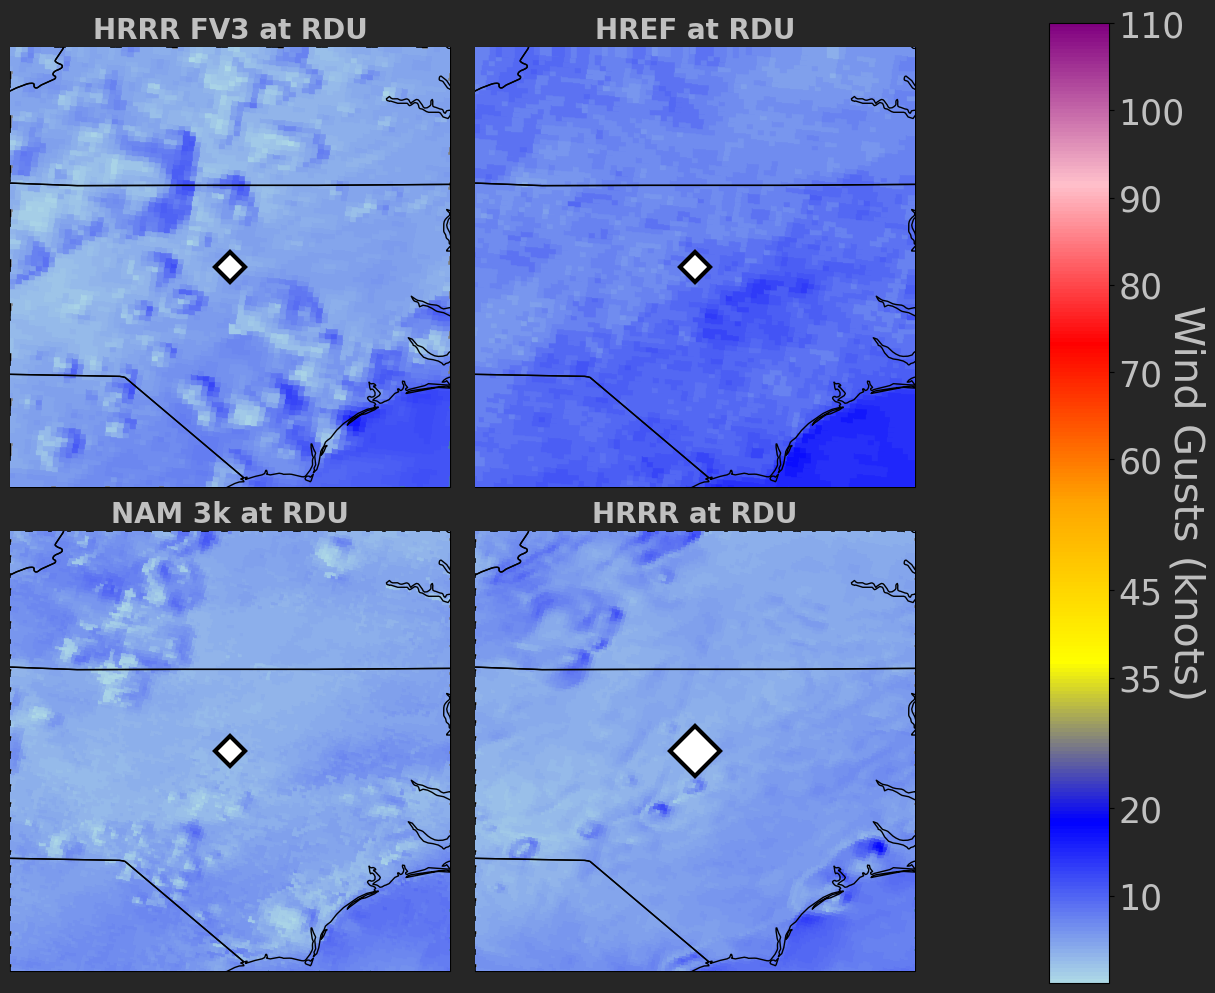 HRRR FV3 at RDU
HREF at RDU
NAM 3k at RDU
HRRR at RDU
110
100
90
80
70
60
45
35
20
10
Wind Gusts (knots)